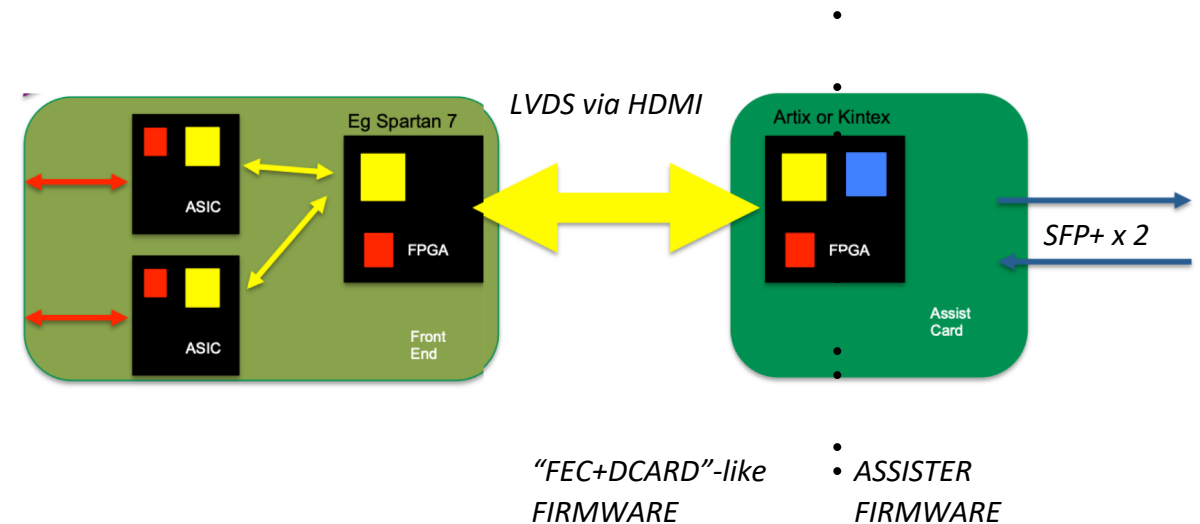 LVDS via HDMI
Eg Spartan 7
Artix or Kintex
ASIC
FPGA
FPGA
SFP+ x 2
Front
End
ASIC
Assist
Card
“FEC+DCARD”-like
FIRMWARE
• ASSISTER
FIRMWARE